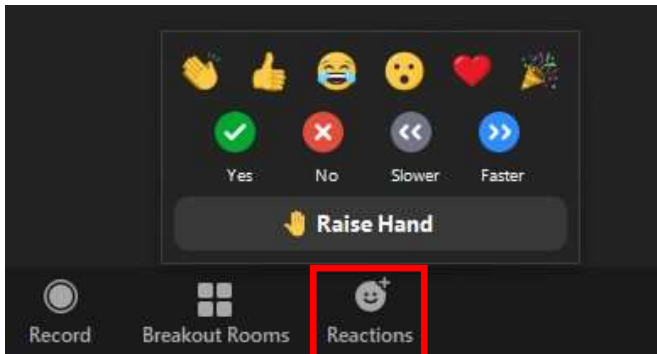 Yes No Slower Faster
Raise Hand
Record Breakout Rooms Reactions